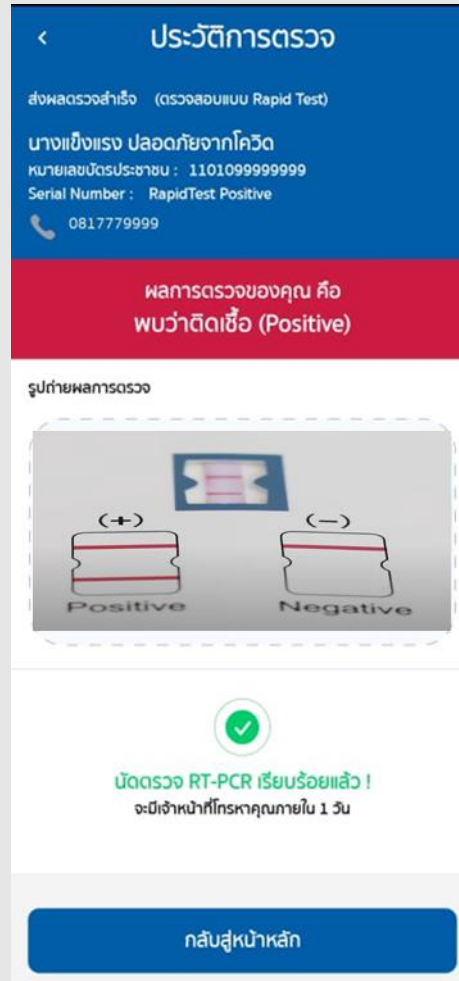 ประวัติการตรวจ
ส่งผลตรวจสำเร็จ (ตรวจสอบแบบ Rapid Test)
นางแข็งแรง ปลอดภัยจากโควิด
หมายเลขบัตรประชาชน : 1101099999999
Serial Number : RapidTest Positive
0817779999
ผลการตรวจของคุณ คือ
พบว่าติดเชื้อ (Positive)
รูปถ่ายผลการตรวจ
(+) (−)
Positive Negative
นัดตรวจ RT-PCR เรียบร้อยแล้ว !
จะมีเจ้าหน้าที่โทรหาคุณภายใน 1 วัน
กลับสู่หน้าหลัก